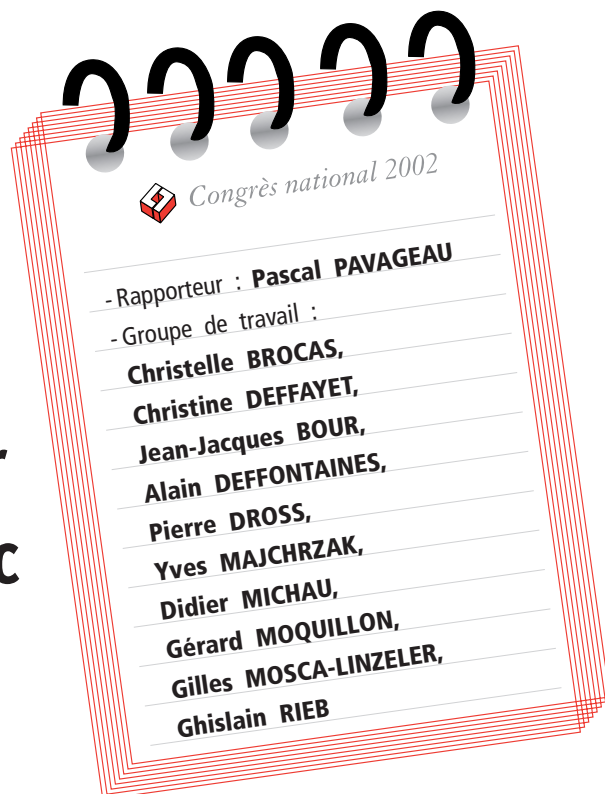 Congrès national 2002
- Rapporteur : Pascal PAVAGEAU
- Groupe de travail :
Christelle BROCAS,
Christine DEFFAYET,
Jean-Jacques BOUR,
Alain DEFFONTAINES,
Pierre DROSS,
Yves MAJCHRZAK,
Didier MICHAU,
Gérard MOQUILLON,
Gilles MOSCA-LINZELER,
Ghislain RIEB